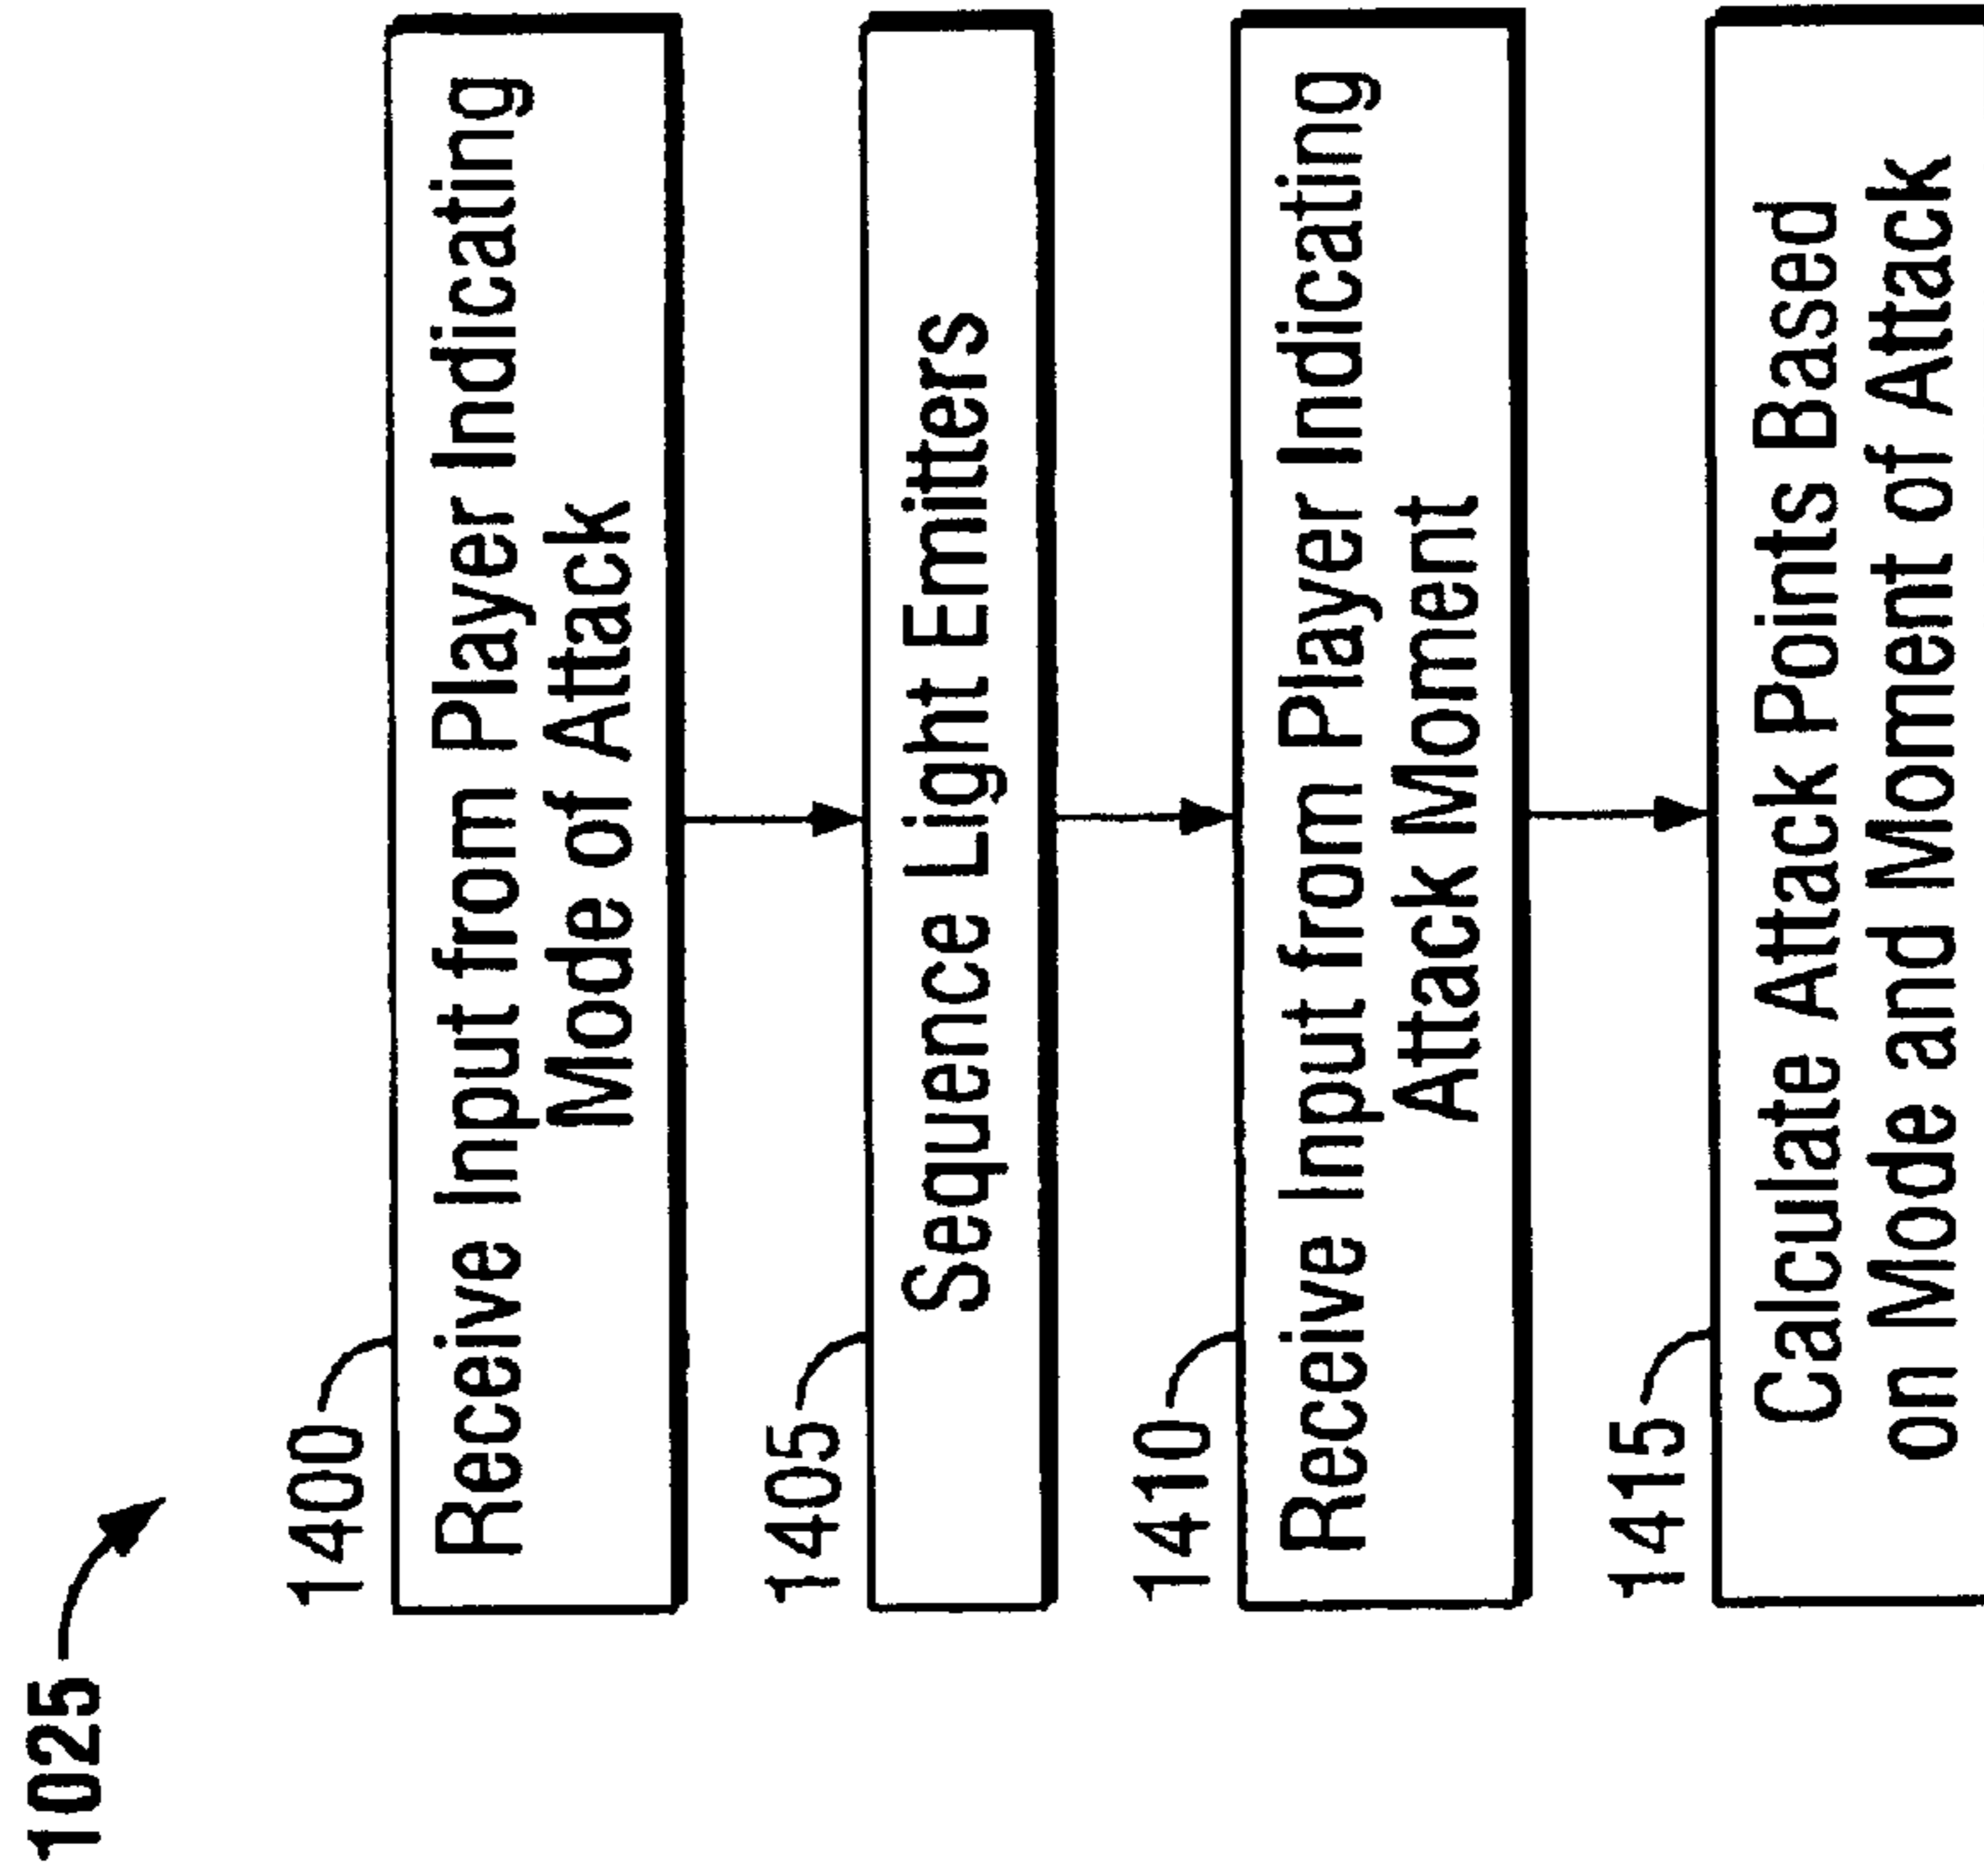 1025
1400
Receive Input from Player Indicating
Mode of Attack
1405
Sequence Light Emitters
1410
Receive Input from Player Indicating
Attack Moment
1415
Calculate Attack Points Based
on Mode and Moment of Attack